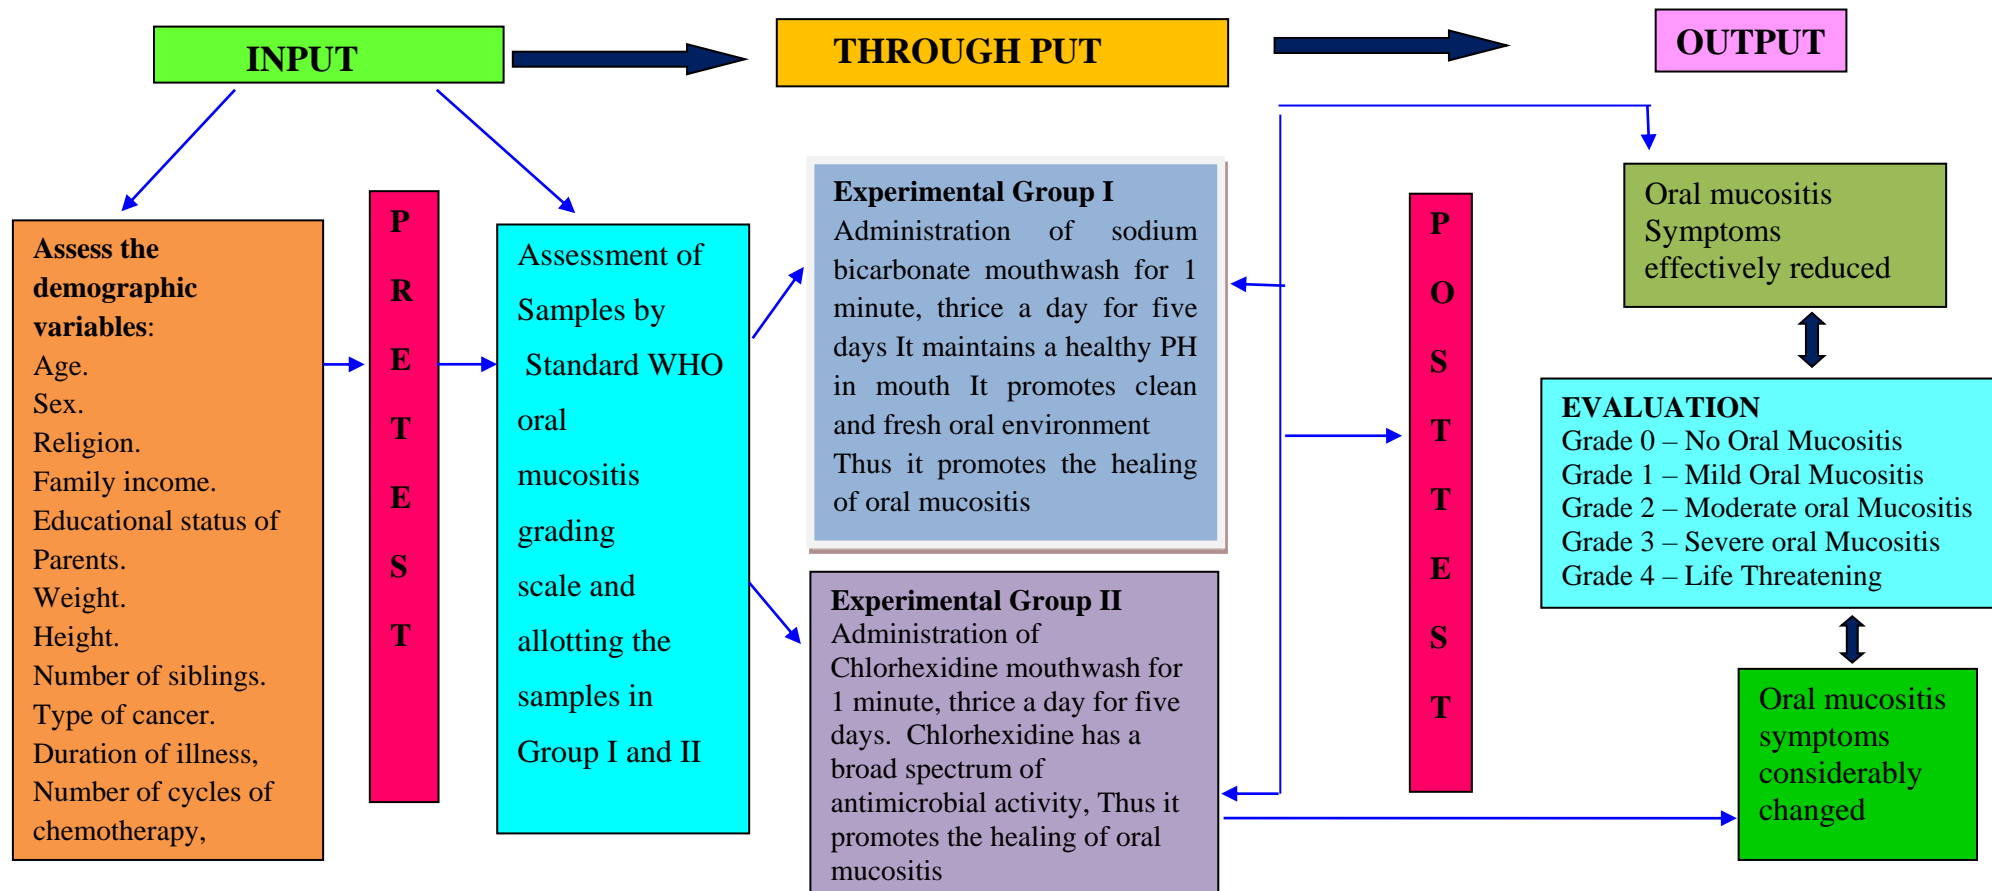 INPUT
THROUGH PUT
OUTPUT
Assess the
demographic
variables:
Age.
Sex.
Religion.
Family income.
Educational status of
Parents.
Weight.
Height.
Number of siblings.
Type of cancer.
Duration of illness,
Number of cycles of
chemotherapy,
P
R
E
T
E
S
T
Assessment of
Samples by
Standard WHO
oral
mucositis
grading
scale and
allotting the
samples in
Group I and II
Experimental Group I
Administration of sodium
bicarbonate mouthwash for 1
minute, thrice a day for five
days It maintains a healthy PH
in mouth It promotes clean
and fresh oral environment
Thus it promotes the healing
of oral mucositis
Experimental Group II
Administration of
Chlorhexidine mouthwash for
1 minute, thrice a day for five
days. Chlorhexidine has a
broad spectrum of
antimicrobial activity, Thus it
promotes the healing of oral
mucositis
P
O
S
T
T
E
S
T
Oral mucositis
Symptoms
effectively reduced
EVALUATION
Grade 0 – No Oral Mucositis
Grade 1 – Mild Oral Mucositis
Grade 2 – Moderate oral Mucositis
Grade 3 – Severe oral Mucositis
Grade 4 – Life Threatening
Oral mucositis
symptoms
considerably
changed